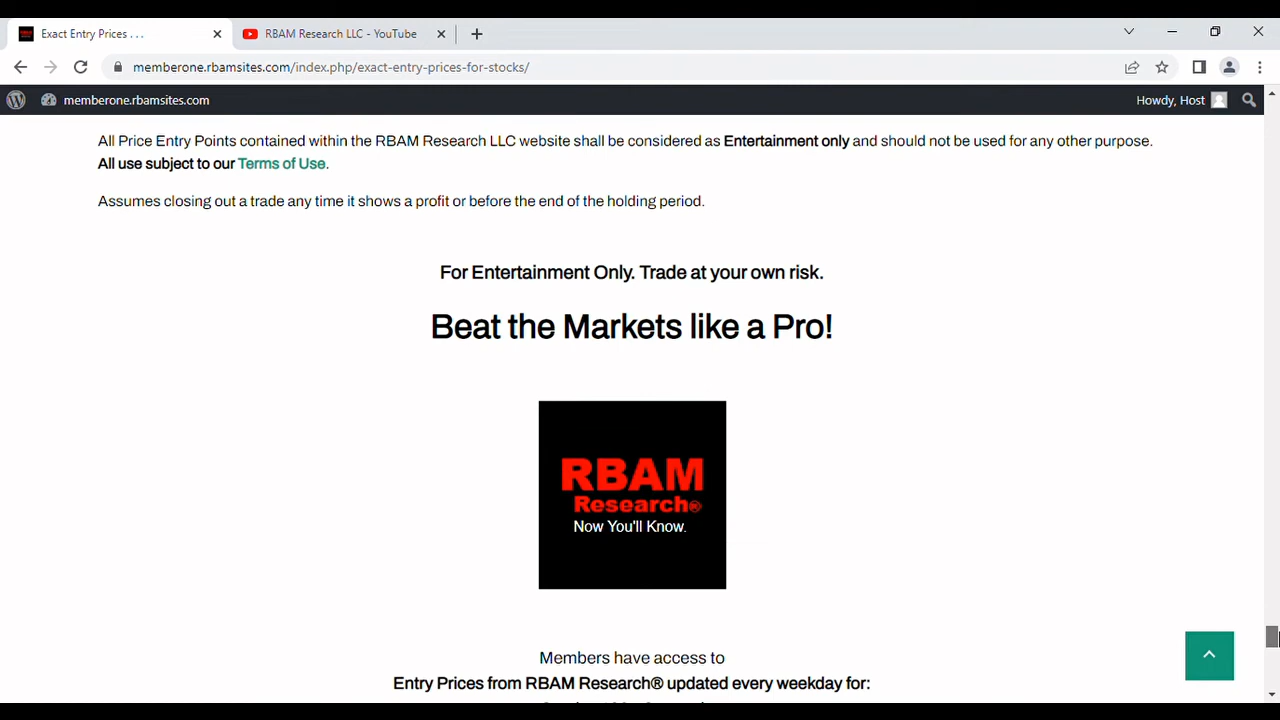 Exact Entry Prices . . .
RBAM Research LLC - YouTube
memberone.rbamsites.com/index.php/exact-entry-prices-for-stocks/
memberone.rbamsites.com
Howdy, Host
All Price Entry Points contained within the RBAM Research LLC website shall be considered as Entertainment only and should not be used for any other purpose.
All use subject to our Terms of Use.
Assumes closing out a trade any time it shows a profit or before the end of the holding period.
For Entertainment Only. Trade at your own risk.
Beat the Markets like a Pro!
RBAM
Research®
Now You'll Know.
Members have access to
Entry Prices from RBAM Research® updated every weekday for: